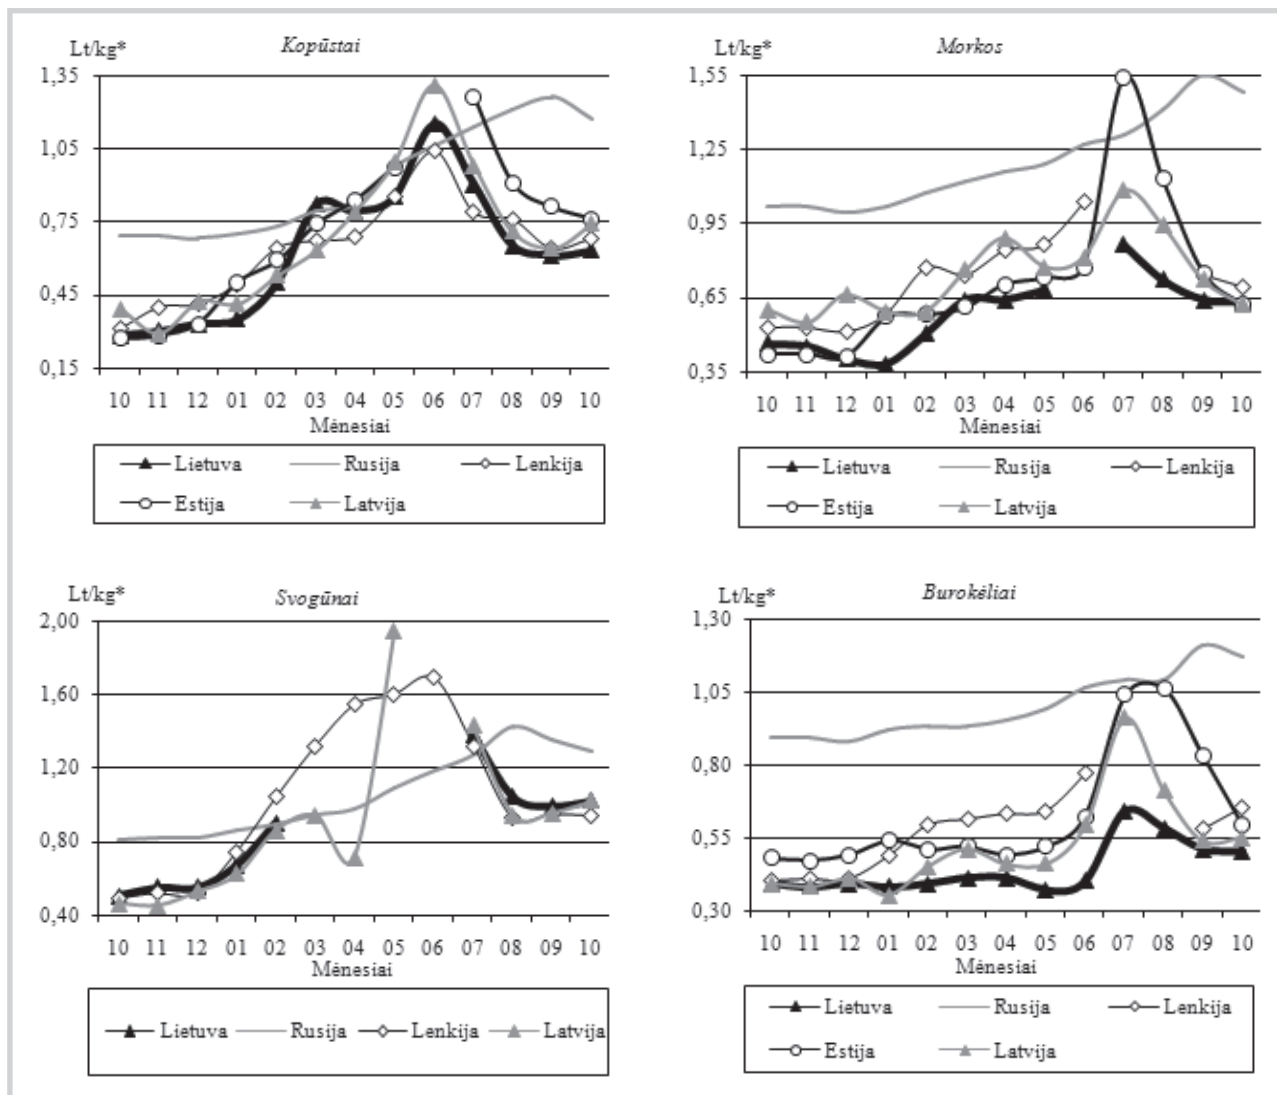 Lt/kg* Kopūstai
1,35
1,05
0,75
0,45
0,15
10 11 12 01 02 03 04 05 06 07 08 09 10
Mėnesiai
Lietuva Rusija Lenkija
Estija Latvija
Lt/kg* Morkos
1,55
1,25
0,95
0,65
0,35
10 11 12 01 02 03 04 05 06 07 08 09 10
Mėnesiai
Lietuva Rusija Lenkija
Estija Latvija
Lt/kg* Svogūnai
2,00
1,60
1,20
0,80
0,40
10 11 12 01 02 03 04 05 06 07 08 09 10
Mėnesiai
Lietuva Rusija Lenkija Latvija
Lt/kg* Burokėliai
1,30
1,05
0,80
0,55
0,30
10 11 12 01 02 03 04 05 06 07 08 09 10
Mėnesiai
Lietuva Rusija Lenkija
Estija Latvija